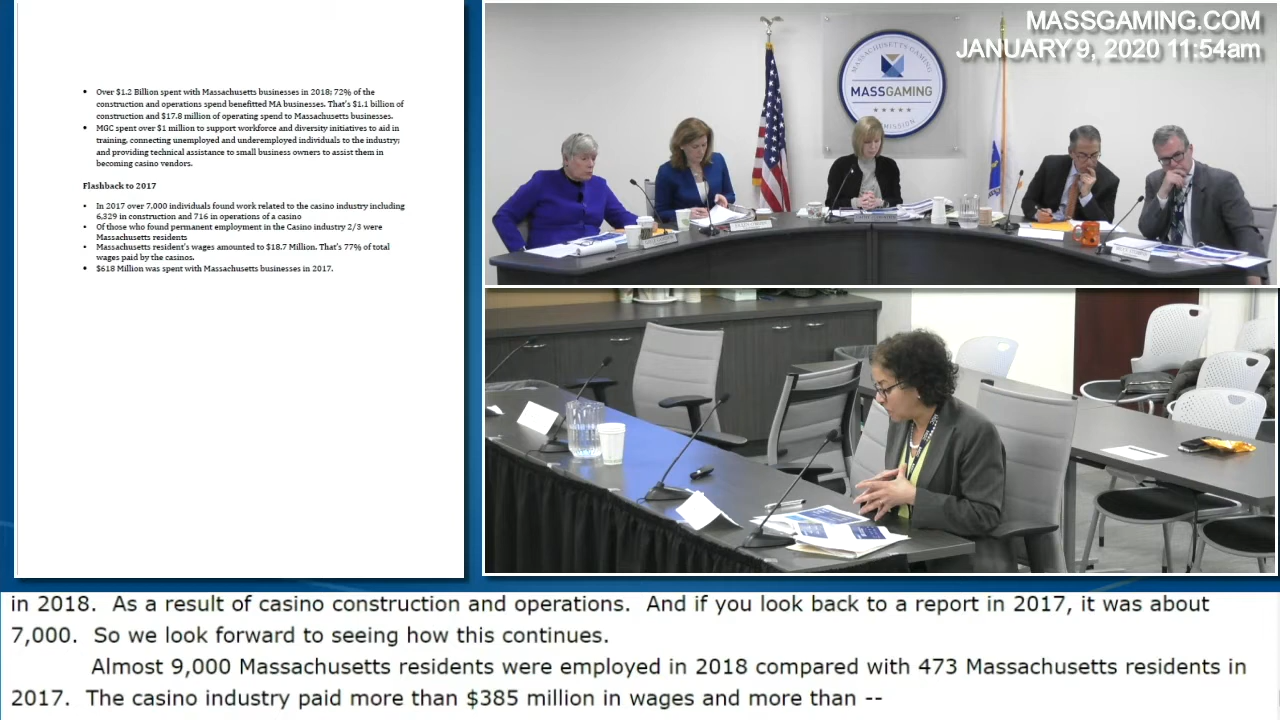 MASSGAMING.COM
JANUARY 9, 2020 11:54am
• Over $1.2 Billion spent with Massachusetts businesses in 2018; 72% of the
construction and operations spend benefitted MA businesses. That's $1.1 billion of
construction and $17.8 million of operating spend to Massachusetts businesses.
• MGC spent over $1 million to support workforce and diversity initiatives to aid in
training, connecting unemployed and underemployed individuals to the industry;
and providing technical assistance to small business owners to assist them in
becoming casino vendors.
Flashback to 2017
• In 2017 over 7,000 individuals found work related to the casino industry including
6,329 in construction and 716 in operations of a casino
• Of those who found permanent employment in the Casino industry 2/3 were
Massachusetts residents
• Massachusetts resident's wages amounted to $18.7 Million. That's 77% of total
wages paid by the casinos.
• $618 Million was spent with Massachusetts businesses in 2017.
MASSACHUSETTS GAMING
MASSGAMING
in 2018. As a result of casino construction and operations. And if you look back to a report in 2017, it was about
7,000. So we look forward to seeing how this continues.
Almost 9,000 Massachusetts residents were employed in 2018 compared with 473 Massachusetts residents in
2017. The casino industry paid more than $385 million in wages and more than --